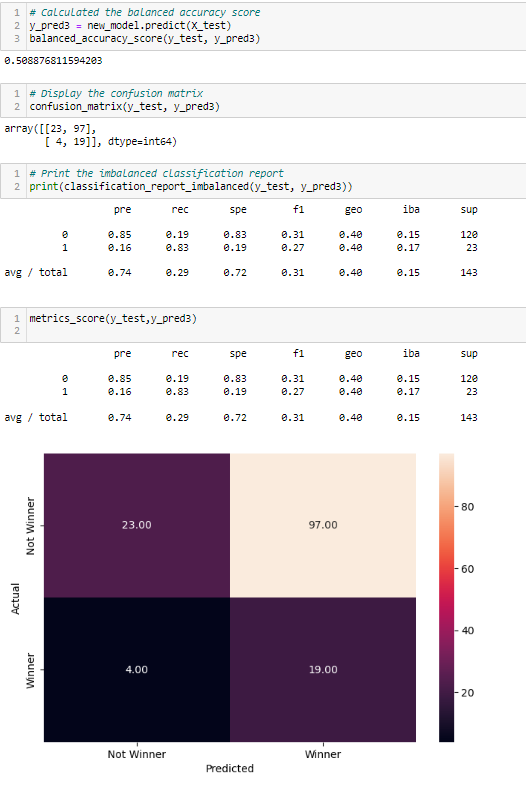 1 # Calculated the balanced accuracy score
2 y_pred3 = new_model.predict(X_test)
3 balanced_accuracy_score(y_test, y_pred3)
0.508876811594203
1 # Display the confusion matrix
2 confusion_matrix(y_test, y_pred3)
array([[23, 97],
[ 4, 19]], dtype=int64)
1 # Print the imbalanced classification report
2 print(classification_report_imbalanced(y_test, y_pred3))
pre rec spe f1 geo iba sup
0 0.85 0.19 0.83 0.31 0.40 0.15 120
1 0.16 0.83 0.19 0.27 0.40 0.17 23
avg / total 0.74 0.29 0.72 0.31 0.40 0.15 143
1 metrics_score(y_test,y_pred3)
2
pre rec spe f1 geo iba sup
0 0.85 0.19 0.83 0.31 0.40 0.15 120
1 0.16 0.83 0.19 0.27 0.40 0.17 23
avg / total 0.74 0.29 0.72 0.31 0.40 0.15 143
Actual
Not Winner
23.00 97.00
Winner
4.00 19.00
Not Winner Winner
Predicted
80
60
40
20